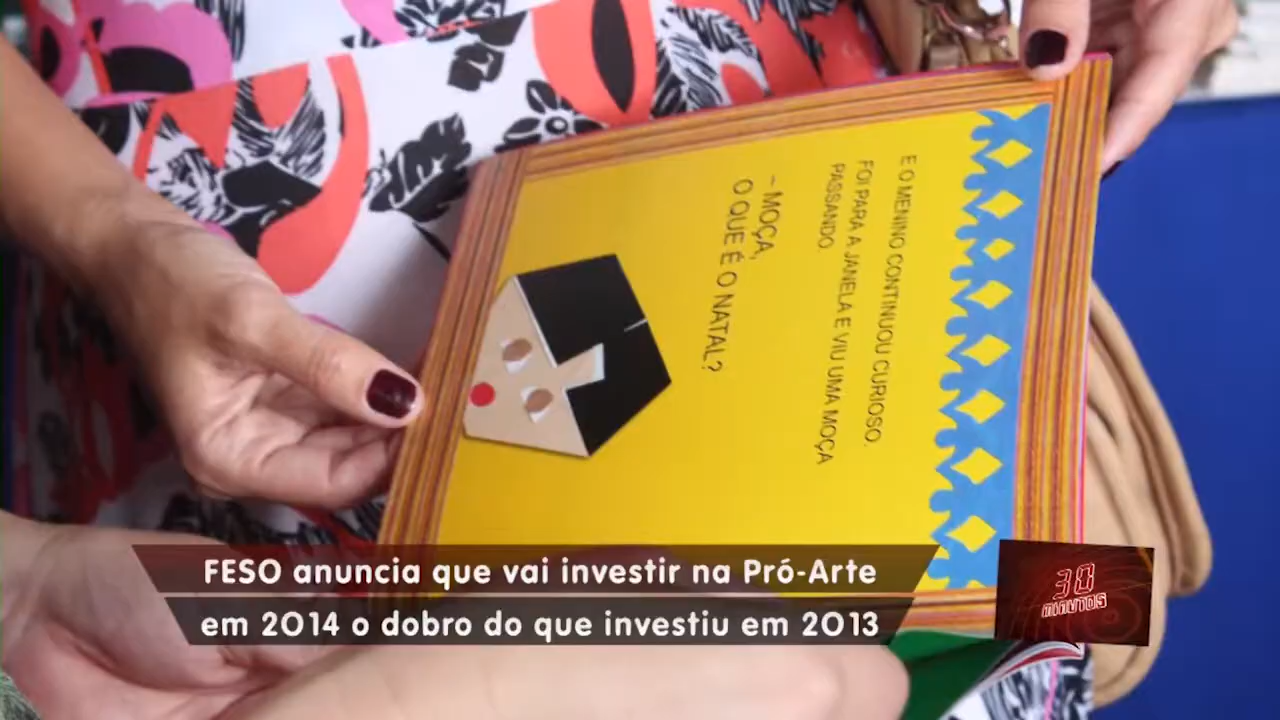 E O MENINO CONTINUOU CURIOSO.
FOI PARA A JANELA E VIU UMA MOÇA
PASSANDO.
– MOÇA,
O QUE É O NATAL?
FESO anuncia que vai investir na Pró-Arte
em 2014 o dobro do que investiu em 2013
30
MINUTOS